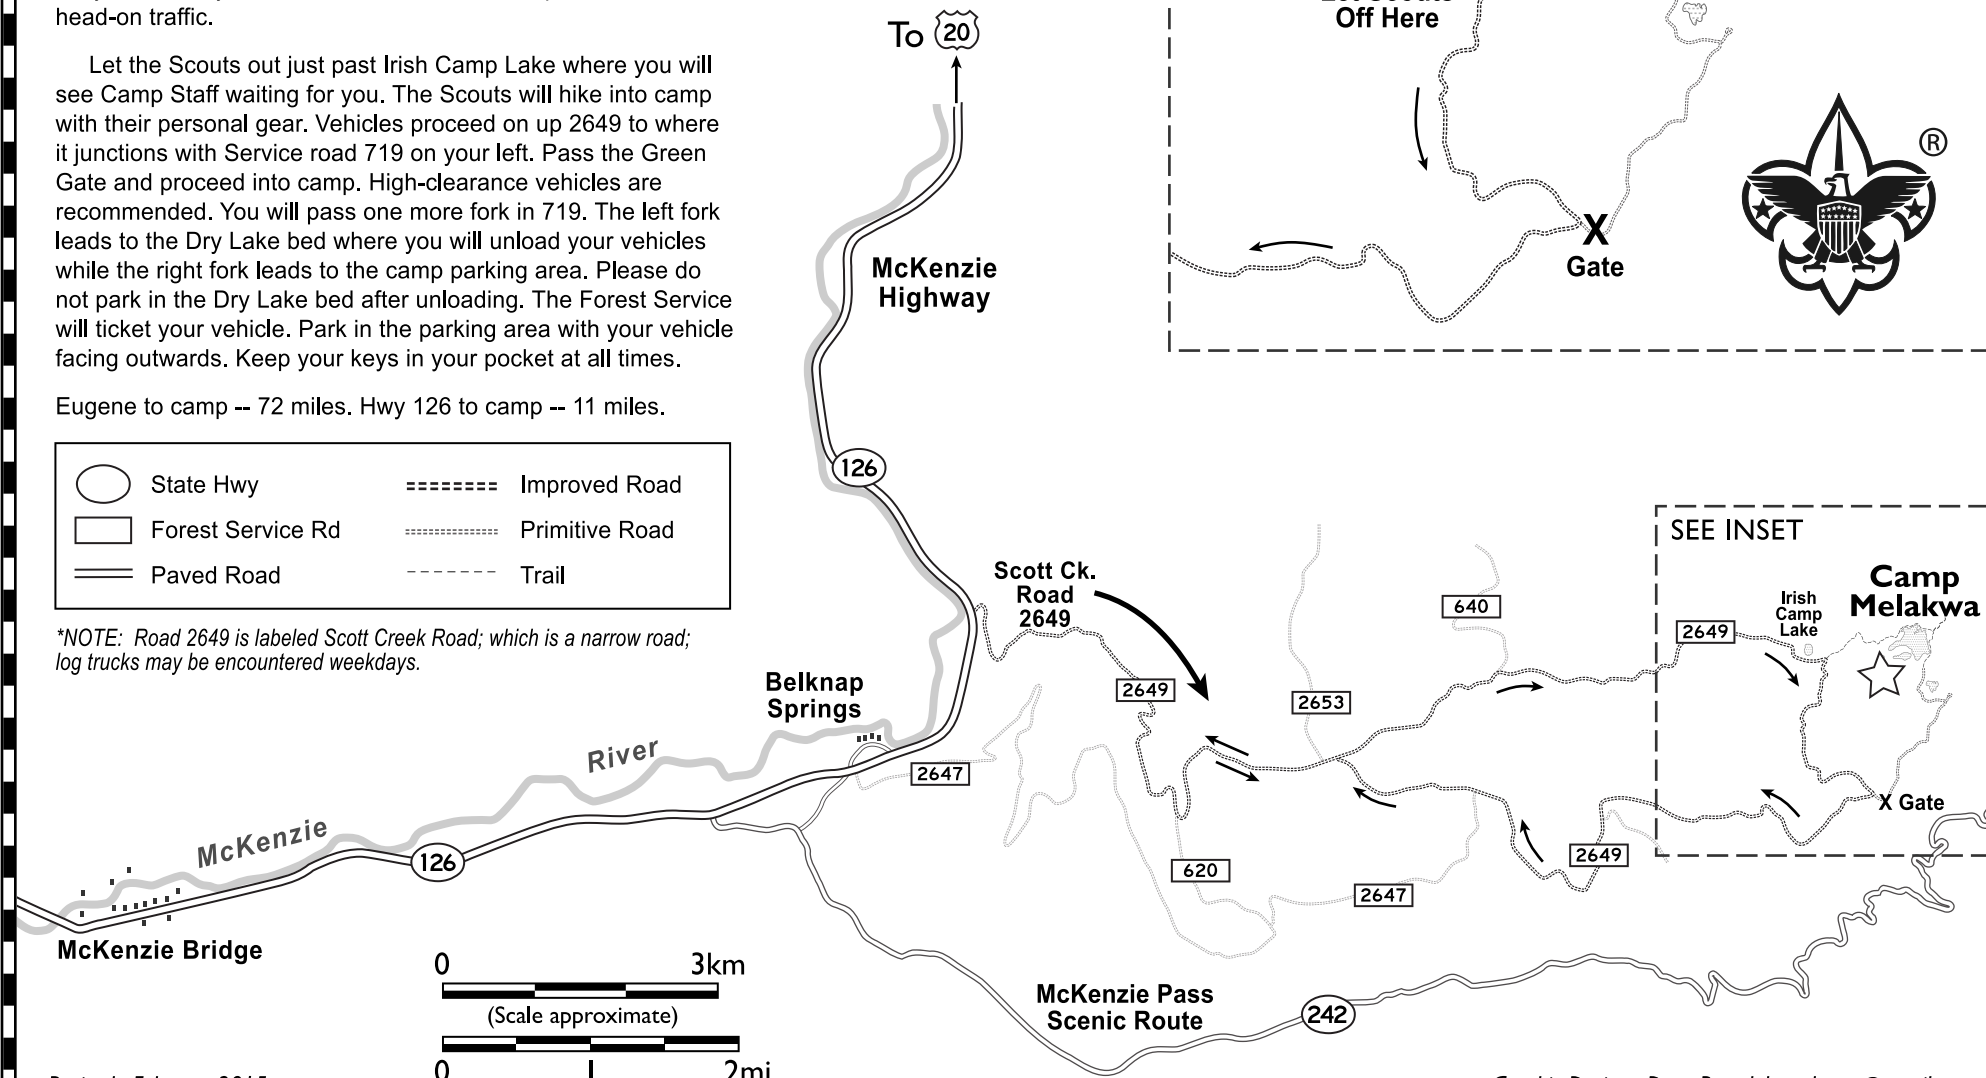 head-on traffic.
Let the Scouts out just past Irish Camp Lake where you will
see Camp Staff waiting for you. The Scouts will hike into camp
with their personal gear. Vehicles proceed on up 2649 to where
it junctions with Service road 719 on your left. Pass the Green
Gate and proceed into camp. High-clearance vehicles are
recommended. You will pass one more fork in 719. The left fork
leads to the Dry Lake bed where you will unload your vehicles
while the right fork leads to the camp parking area. Please do
not park in the Dry Lake bed after unloading. The Forest Service
will ticket your vehicle. Park in the parking area with your vehicle
facing outwards. Keep your keys in your pocket at all times.
Eugene to camp -- 72 miles. Hwy 126 to camp -- 11 miles.
State Hwy
Forest Service Rd
Paved Road
Improved Road
Primitive Road
Trail
*NOTE: Road 2649 is labeled Scott Creek Road; which is a narrow road;
log trucks may be encountered weekdays.
To 20
McKenzie
Highway
126
Off Here
X
Gate
®
SEE INSET
Camp
Melakwa
Irish
Camp
Lake
2649
Scott Ck.
Road
2649
2649
640
2653
Belknap
Springs
River
2647
McKenzie
126
X Gate
2649
620
2647
McKenzie Bridge
0 3km
(Scale approximate)
0 1 2mi
McKenzie Pass
Scenic Route
242